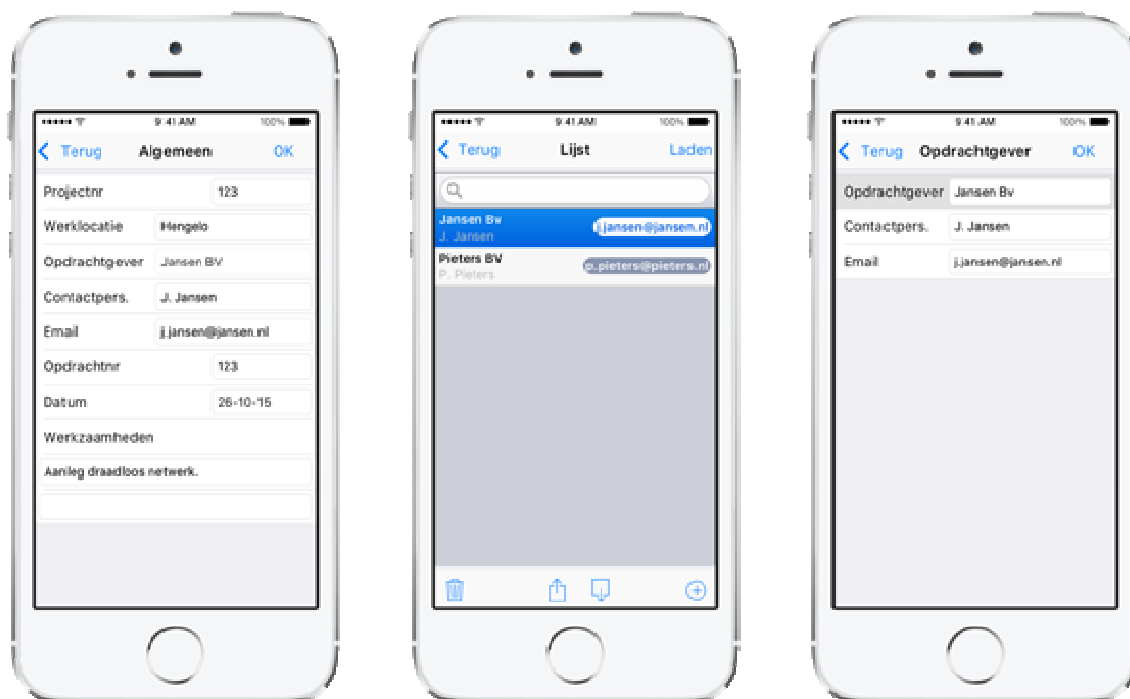 9:41 AM 100%
Terug Algemeen OK
Projectnr 123
Werklocatie Hengelo
Opdrachtgever Jansen BV
Contactpers. J. Jansen
Email j.jansen@jansen.nl
Opdrachtnr 123
Datum 26-10-'15
Werkzaamheden
Aanleg draadloos netwerk.
9:41 AM 100%
Terug Lijst Laden
Jansen Bv j.jansen@jansem.nl
J. Jansen
Pieters BV p.pieters@pieters.nl
P. Pieters
9:41 AM 100%
Terug Opdrachtgever OK
Opdrachtgever Jansen Bv
Contactpers. J. Jansen
Email j.jansen@jansen.nl